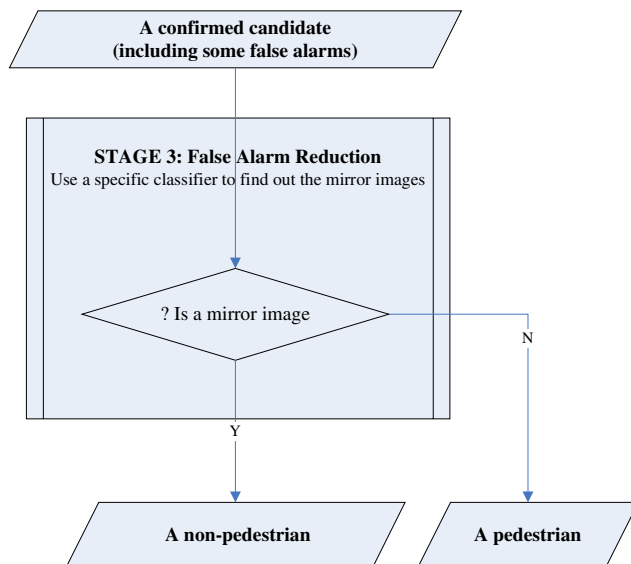 A confirmed candidate
(including some false alarms)
STAGE 3: False Alarm Reduction
Use a specific classifier to find out the mirror images
? Is a mirror image
N
Y
A non-pedestrian
A pedestrian